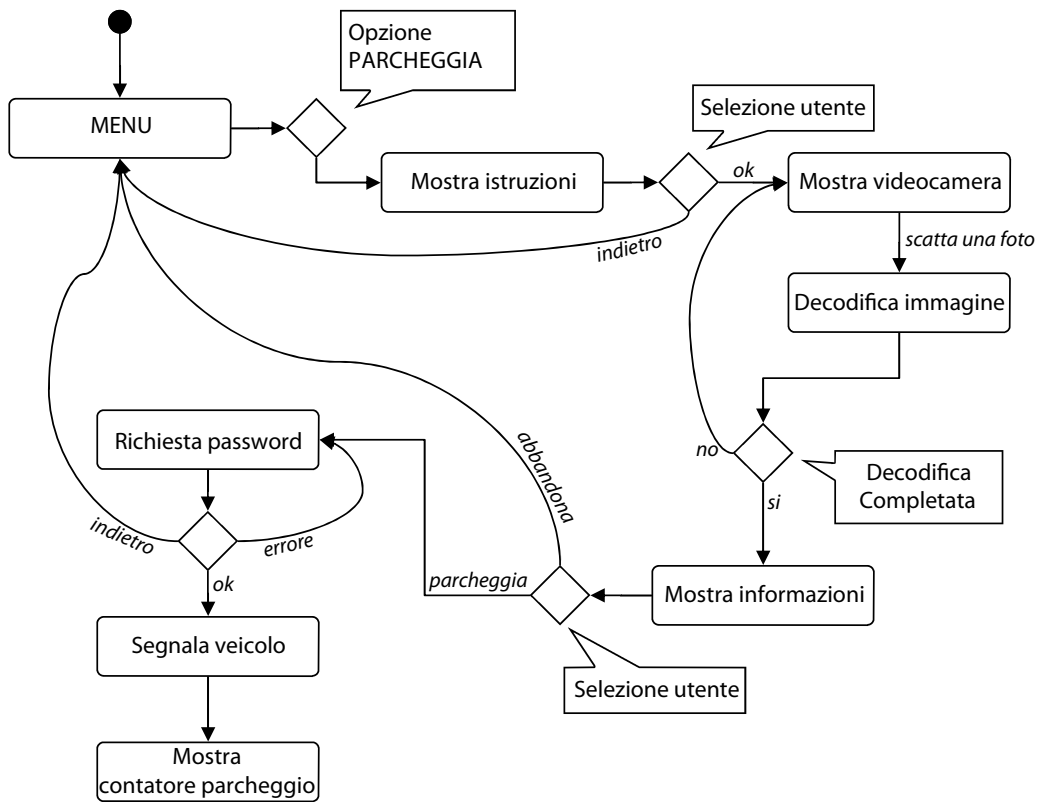 Opzione
PARCHEGGIA
MENU
Selezione utente
Mostra istruzioni
ok
Mostra videocamera
indietro
scatta una foto
Decodifica immagine
Richiesta password
abbandona
no
Decodifica
Completata
si
indietro
errore
ok
parcheggia
Mostra informazioni
Segnala veicolo
Selezione utente
Mostra
contatore parcheggio